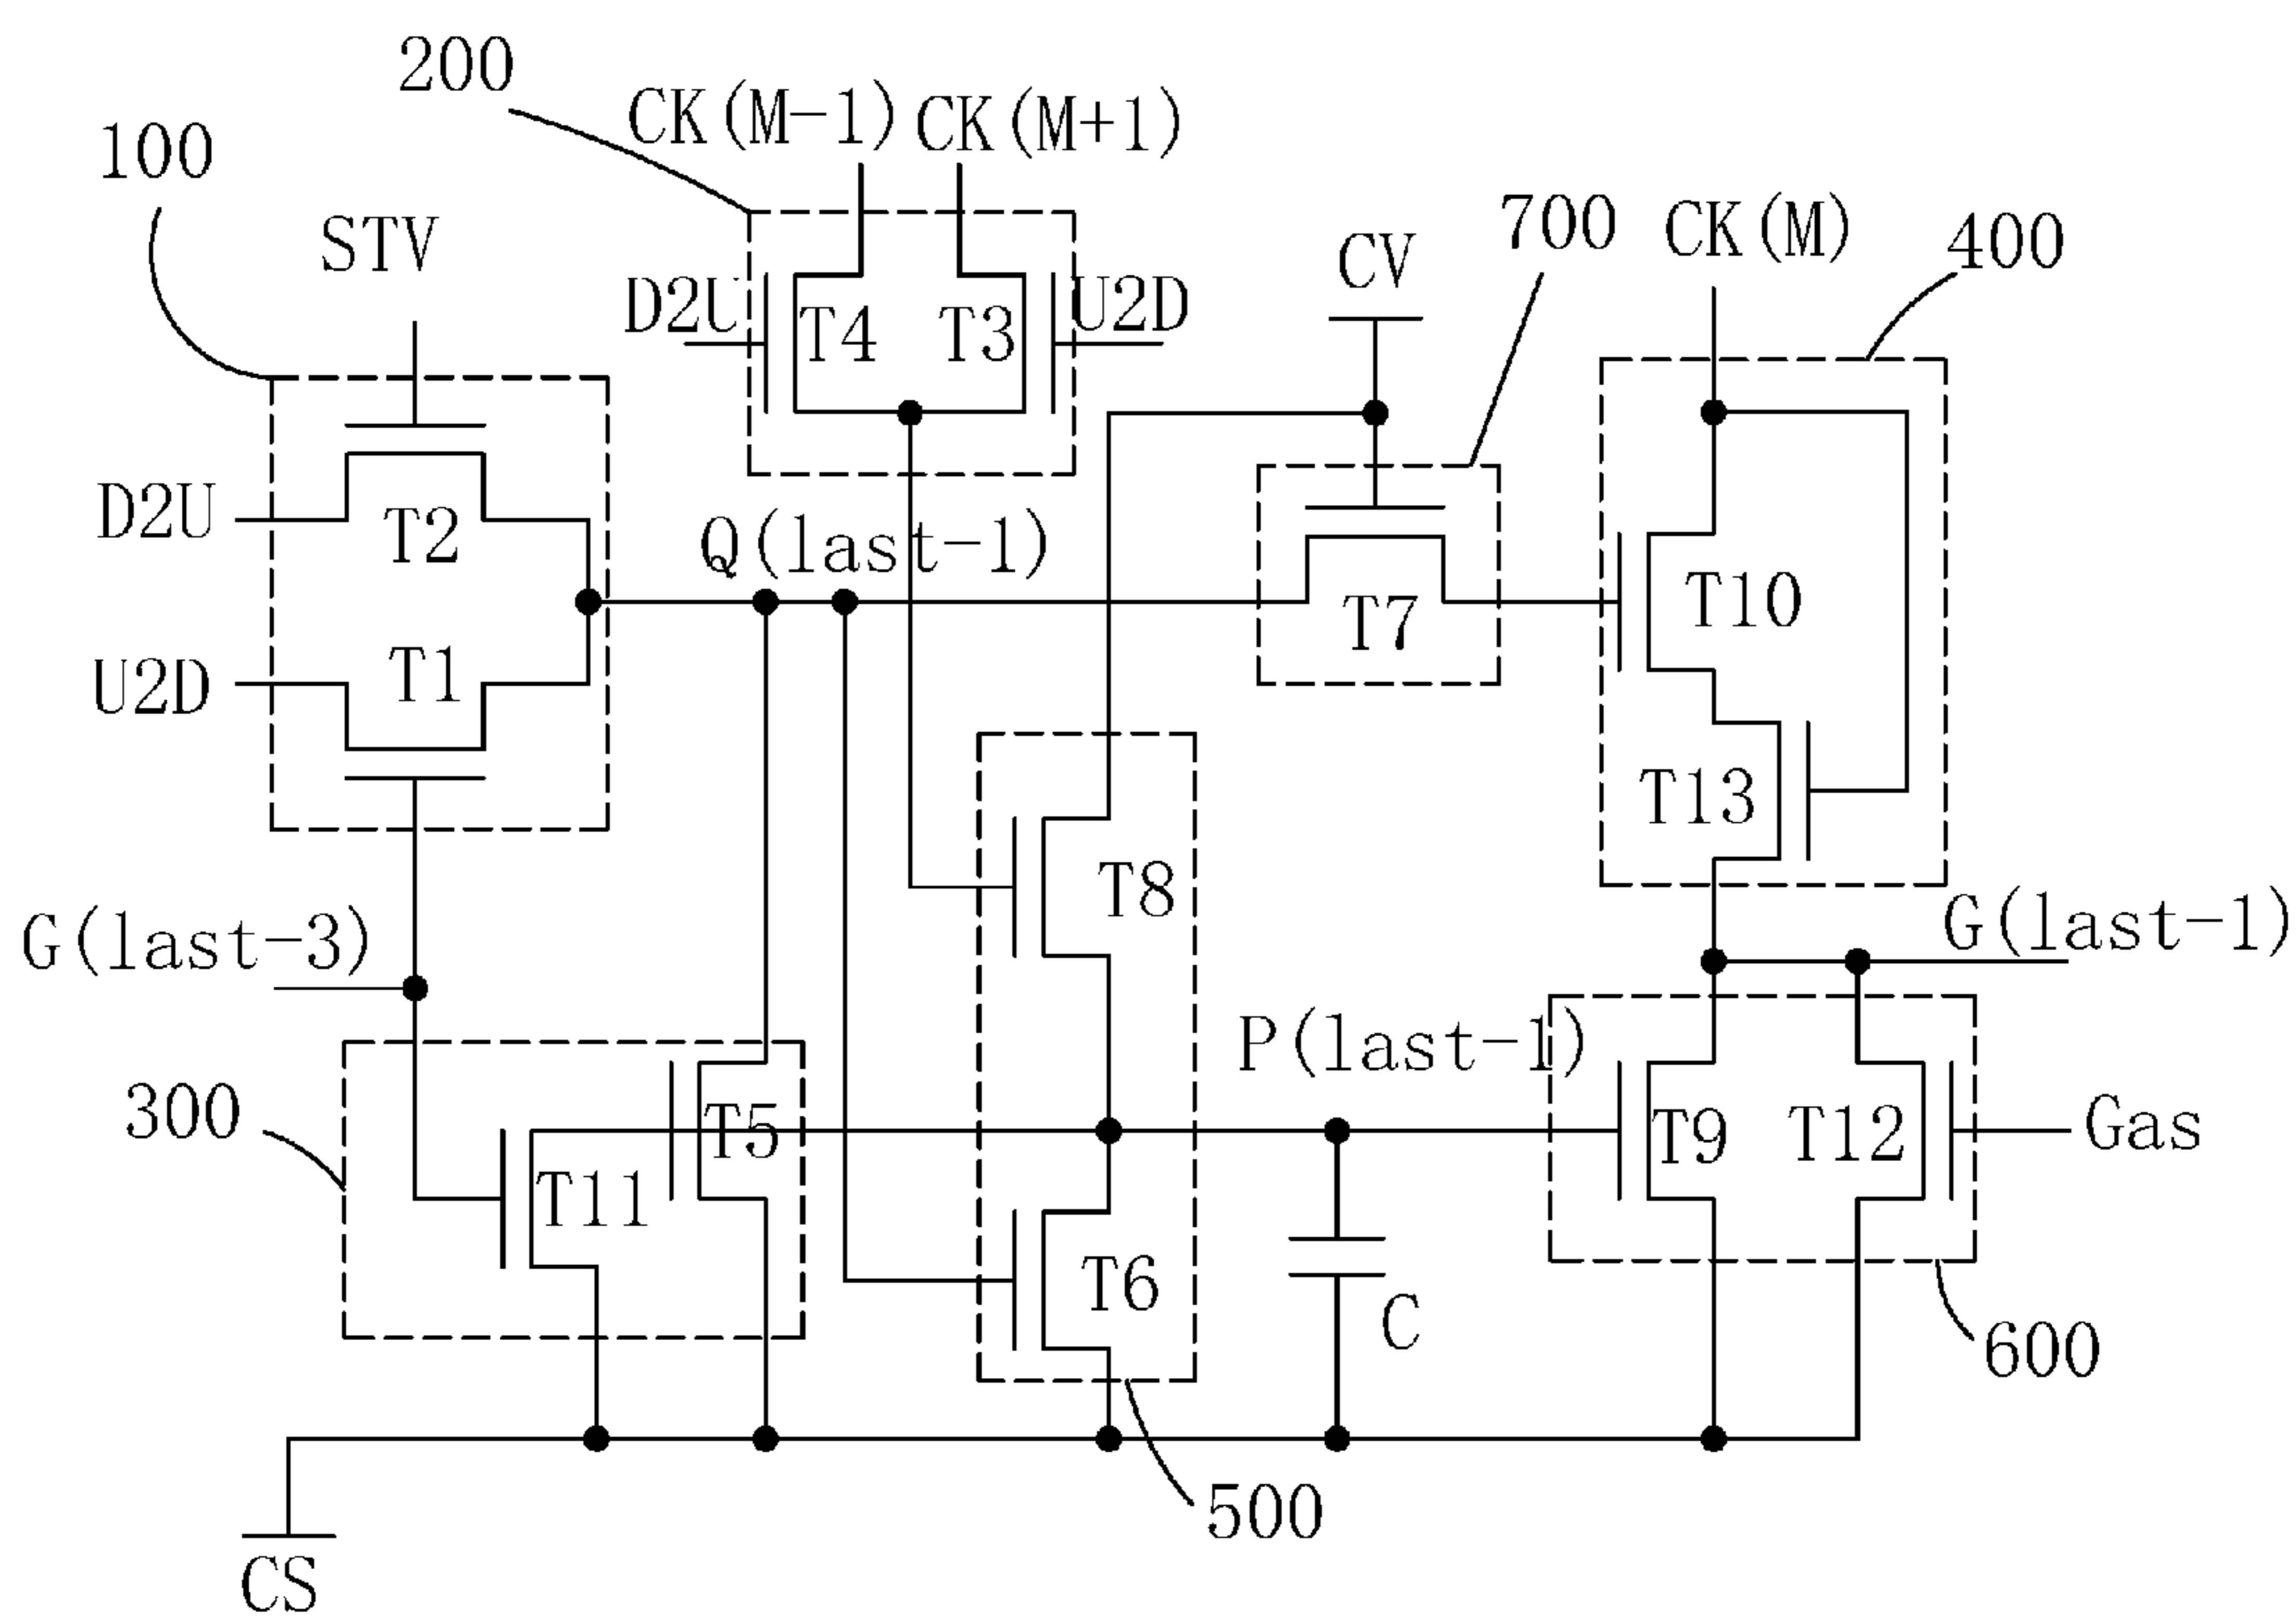 200
CK(M-1)
CK(M+1)
100
STV
700
CK(M)
400
CV
D2U
T4
T3
U2D
D2U
T2
Q(last-1)
T7
T10
U2D
T1
T13
T8
G(last-3)
G(last-1)
P(last-1)
300
T5
T9
T12
Gas
T11
T6
C
600
500
CS